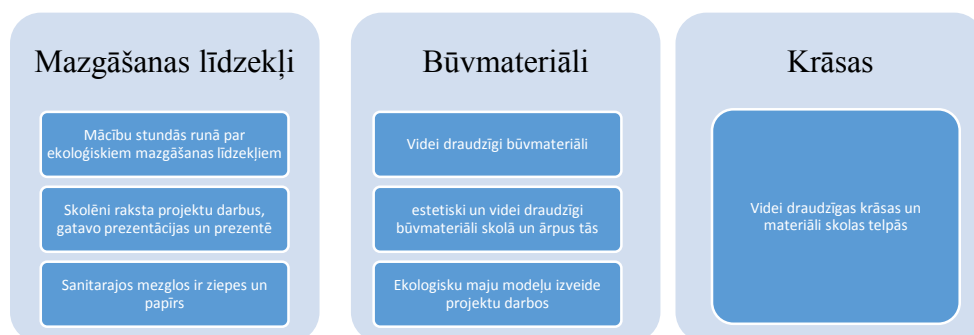 Mazgāšanas līdzekļi
Mācību stundās runā par
ekoloģiskiem mazgāšanas līdzekļiem
Skolēni raksta projektu darbus,
gatavo prezentācijas un prezentē
Sanitarajos mezglos ir ziepes un
papīrs
Būvmateriāli
Videi draudzīgi būvmateriāli
estetiski un videi draudzīgi
būvmateriāli skolā un ārpus tās
Ekologisku maju modeļu izveide
projektu darbos
Krāsas
Videi draudzīgas krāsas un
materiāli skolas telpās